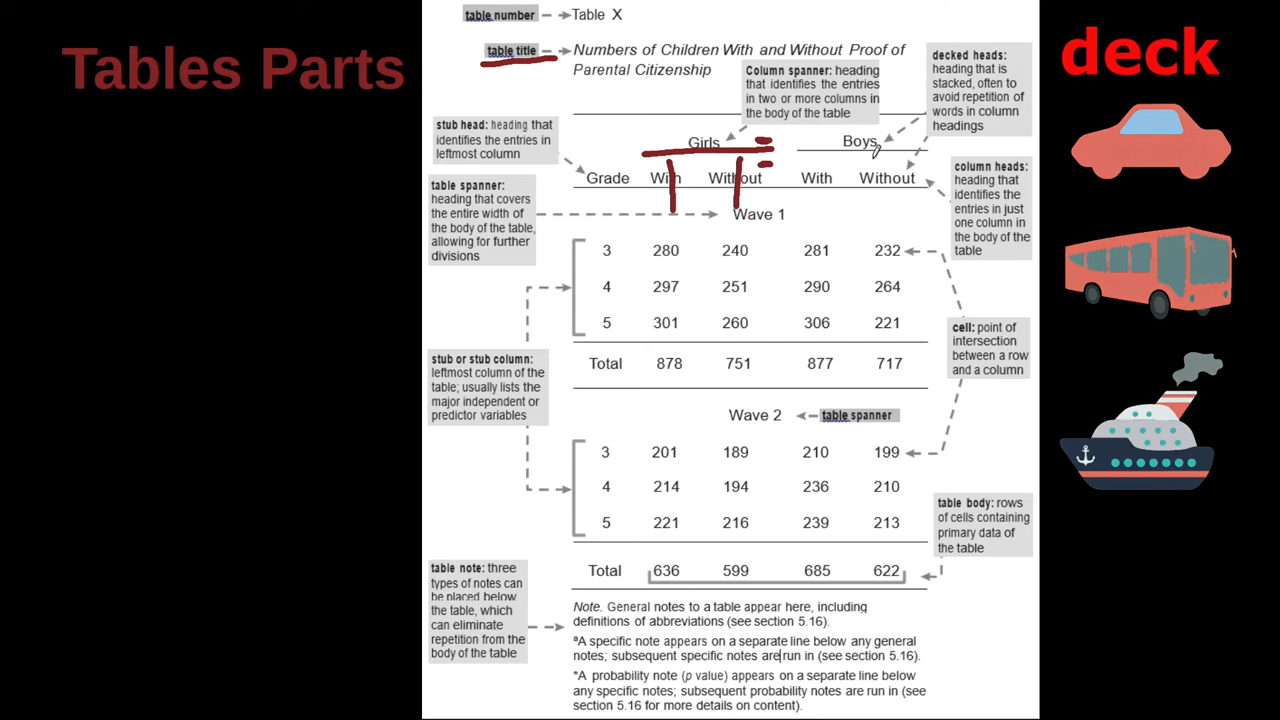 Tables Parts
table number
Table X
table title
Numbers of Children With and Without Proof of
Parental Citizenship
Column spanner: heading
that identifies the entries
in two or more columns in
the body of the table
decked heads:
heading that is
stacked, often to
avoid repetition of
words in column
headings
deck
stub head: heading that
identifies the entries in
leftmost column
Girls
Boys
table spanner:
heading that covers
the entire width of
the body of the table,
allowing for further
divisions
Grade With Without With Without
column heads:
heading that
identifies the
entries in just
one column in
the body of the
table
Wave 1
3 280 240 281 232
4 297 251 290 264
5 301 260 306 221
Total 878 751 877 717
cell: point of
intersection
between a row
and a column
stub or stub column:
leftmost column of the
table; usually lists the
major independent or
predictor variables
Wave 2
table spanner
3 201 189 210 199
4 214 194 236 210
5 221 216 239 213
Total 636 599 685 622
table body: rows
of cells containing
primary data of
the table
table note: three
types of notes can
be placed below
the table, which
can eliminate
repetition from the
body of the table
Note. General notes to a table appear here, including
definitions of abbreviations (see section 5.16).
ᵃA specific note appears on a separate line below any general
notes; subsequent specific notes are run in (see section 5.16).
*A probability note (p value) appears on a separate line below
any specific notes; subsequent probability notes are run in (see
section 5.16 for more details on content).